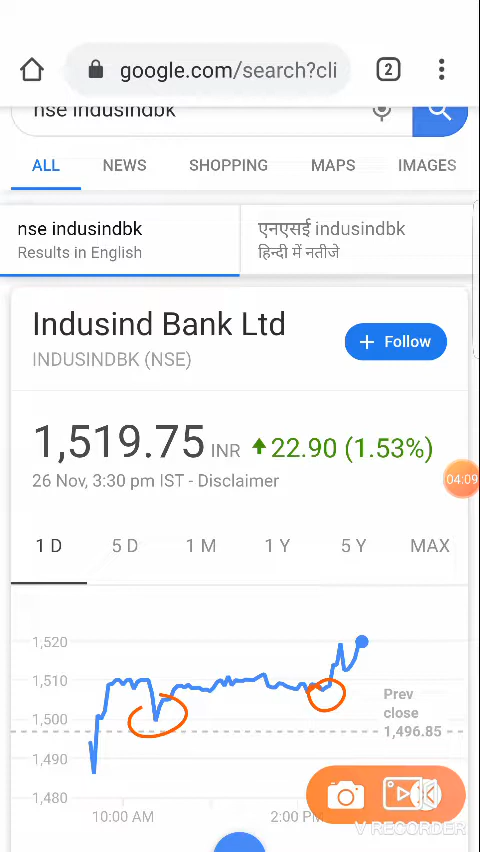 google.com/search?cli
2
nse indusindbk
ALL NEWS SHOPPING MAPS IMAGES
nse indusindbk
Results in English
एनएसई indusindbk
हिन्दी में नतीजे
Indusind Bank Ltd
INDUSINDBK (NSE)
+ Follow
1,519.75 INR 22.90 (1.53%)
26 Nov, 3:30 pm IST - Disclaimer
04:09
1 D 5 D 1 M 1 Y 5 Y MAX
1,520
1,510
1,500
1,490
1,480
Prev
close
1,496.85
10:00 AM 2:00 PM
V RECORDER